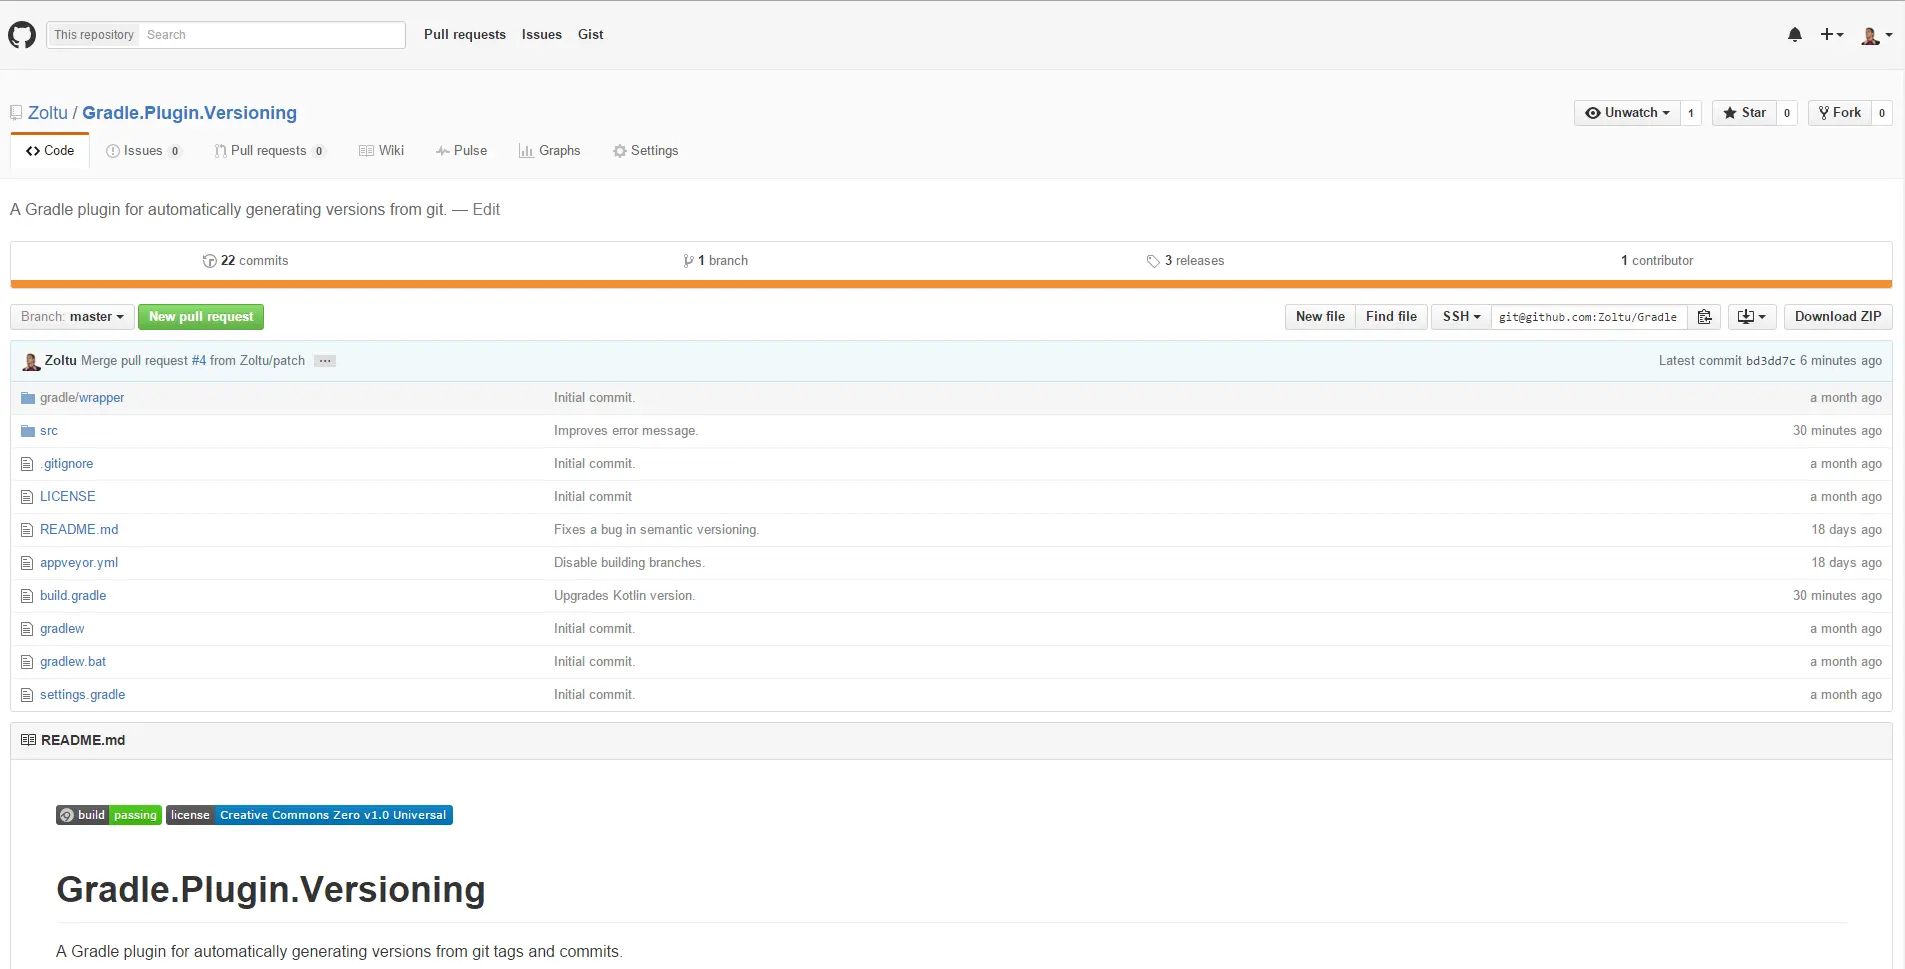 This repository Search Pull requests Issues Gist
Zoltu / Gradle.Plugin.Versioning Unwatch 1 Star 0 Fork 0
Code Issues 0 Pull requests 0 Wiki Pulse Graphs Settings
A Gradle plugin for automatically generating versions from git. — Edit
22 commits 1 branch 3 releases 1 contributor
Branch: master New pull request New file Find file SSH git@github.com:Zoltu/Gradle Download ZIP
Zoltu Merge pull request #4 from Zoltu/patch ... Latest commit bd3dd7c 6 minutes ago
gradle/wrapper Initial commit. a month ago
src Improves error message. 30 minutes ago
.gitignore Initial commit. a month ago
LICENSE Initial commit a month ago
README.md Fixes a bug in semantic versioning. 18 days ago
appveyor.yml Disable building branches. 18 days ago
build.gradle Upgrades Kotlin version. 30 minutes ago
gradlew Initial commit. a month ago
gradlew.bat Initial commit. a month ago
settings.gradle Initial commit. a month ago
README.md
build passing license Creative Commons Zero v1.0 Universal
Gradle.Plugin.Versioning
A Gradle plugin for automatically generating versions from git tags and commits.